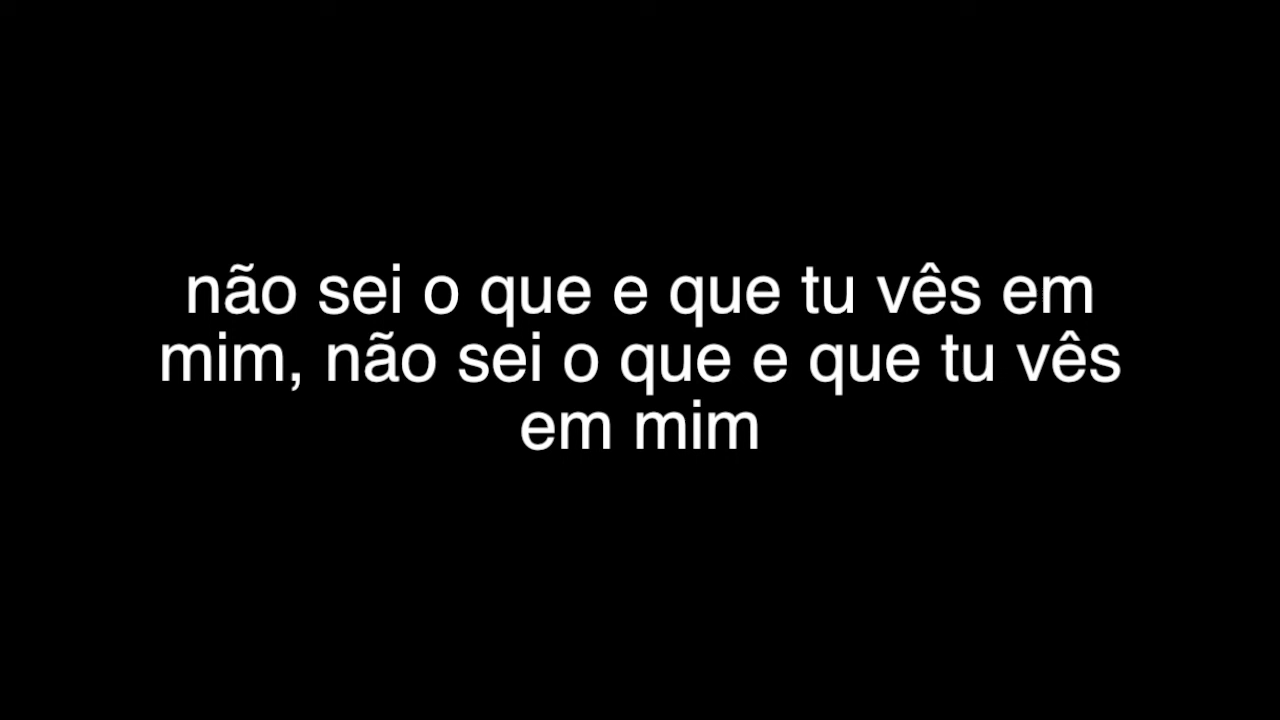 não sei o que e que tu vês em
mim, não sei o que e que tu vês
em mim